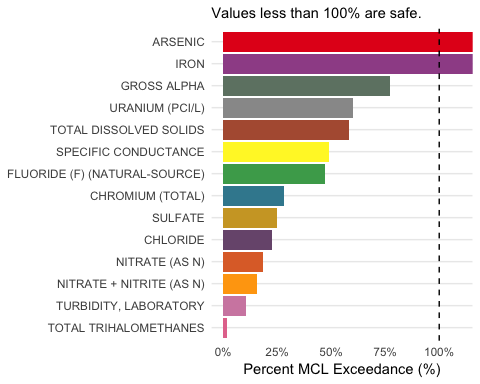 Values less than 100% are safe.
ARSENIC
IRON
GROSS ALPHA
URANIUM (PCI/L)
TOTAL DISSOLVED SOLIDS
SPECIFIC CONDUCTANCE
FLUORIDE (F) (NATURAL-SOURCE)
CHROMIUM (TOTAL)
SULFATE
CHLORIDE
NITRATE (AS N)
NITRATE + NITRITE (AS N)
TURBIDITY, LABORATORY
TOTAL TRIHALOMETHANES
0% 25% 50% 75% 100%
Percent MCL Exceedance (%)